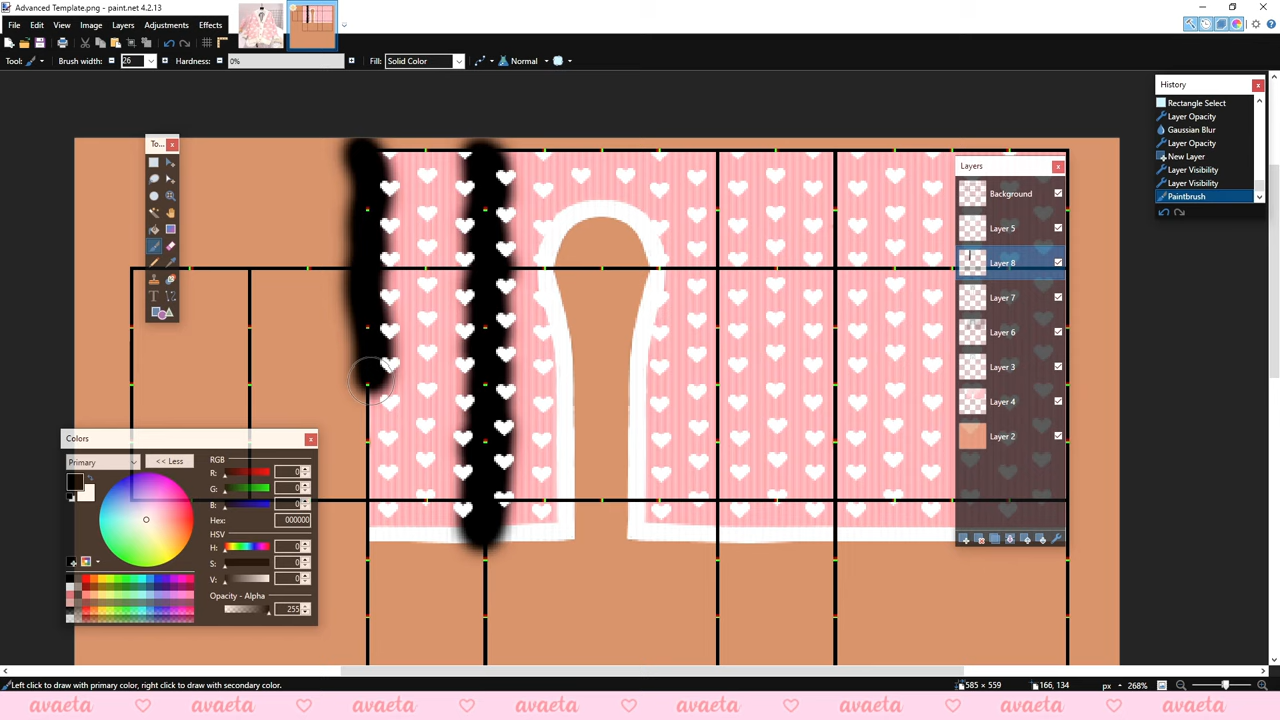 Advanced Template.png - paint.net 4.2.13
File Edit View Image Layers Adjustments Effects
Tool: Brush width: 26 Hardness: 0% Fill: Solid Color Normal
History
Rectangle Select
Layer Opacity
Gaussian Blur
Layer Opacity
New Layer
Layer Visibility
Layer Visibility
Paintbrush
To...
Layers
Background
Layer 5
Layer 8
Layer 7
Layer 6
Layer 3
Layer 4
Layer 2
Colors
Primary << Less RGB
R: 0
G: 0
B: 0
Hex: 000000
HSV
H: 0
S: 0
V: 0
Opacity - Alpha
255
Left click to draw with primary color, right click to draw with secondary color. 585 × 559 166, 134 px 268%
avaeta avaeta avaeta avaeta avaeta avaeta avaeta avaeta